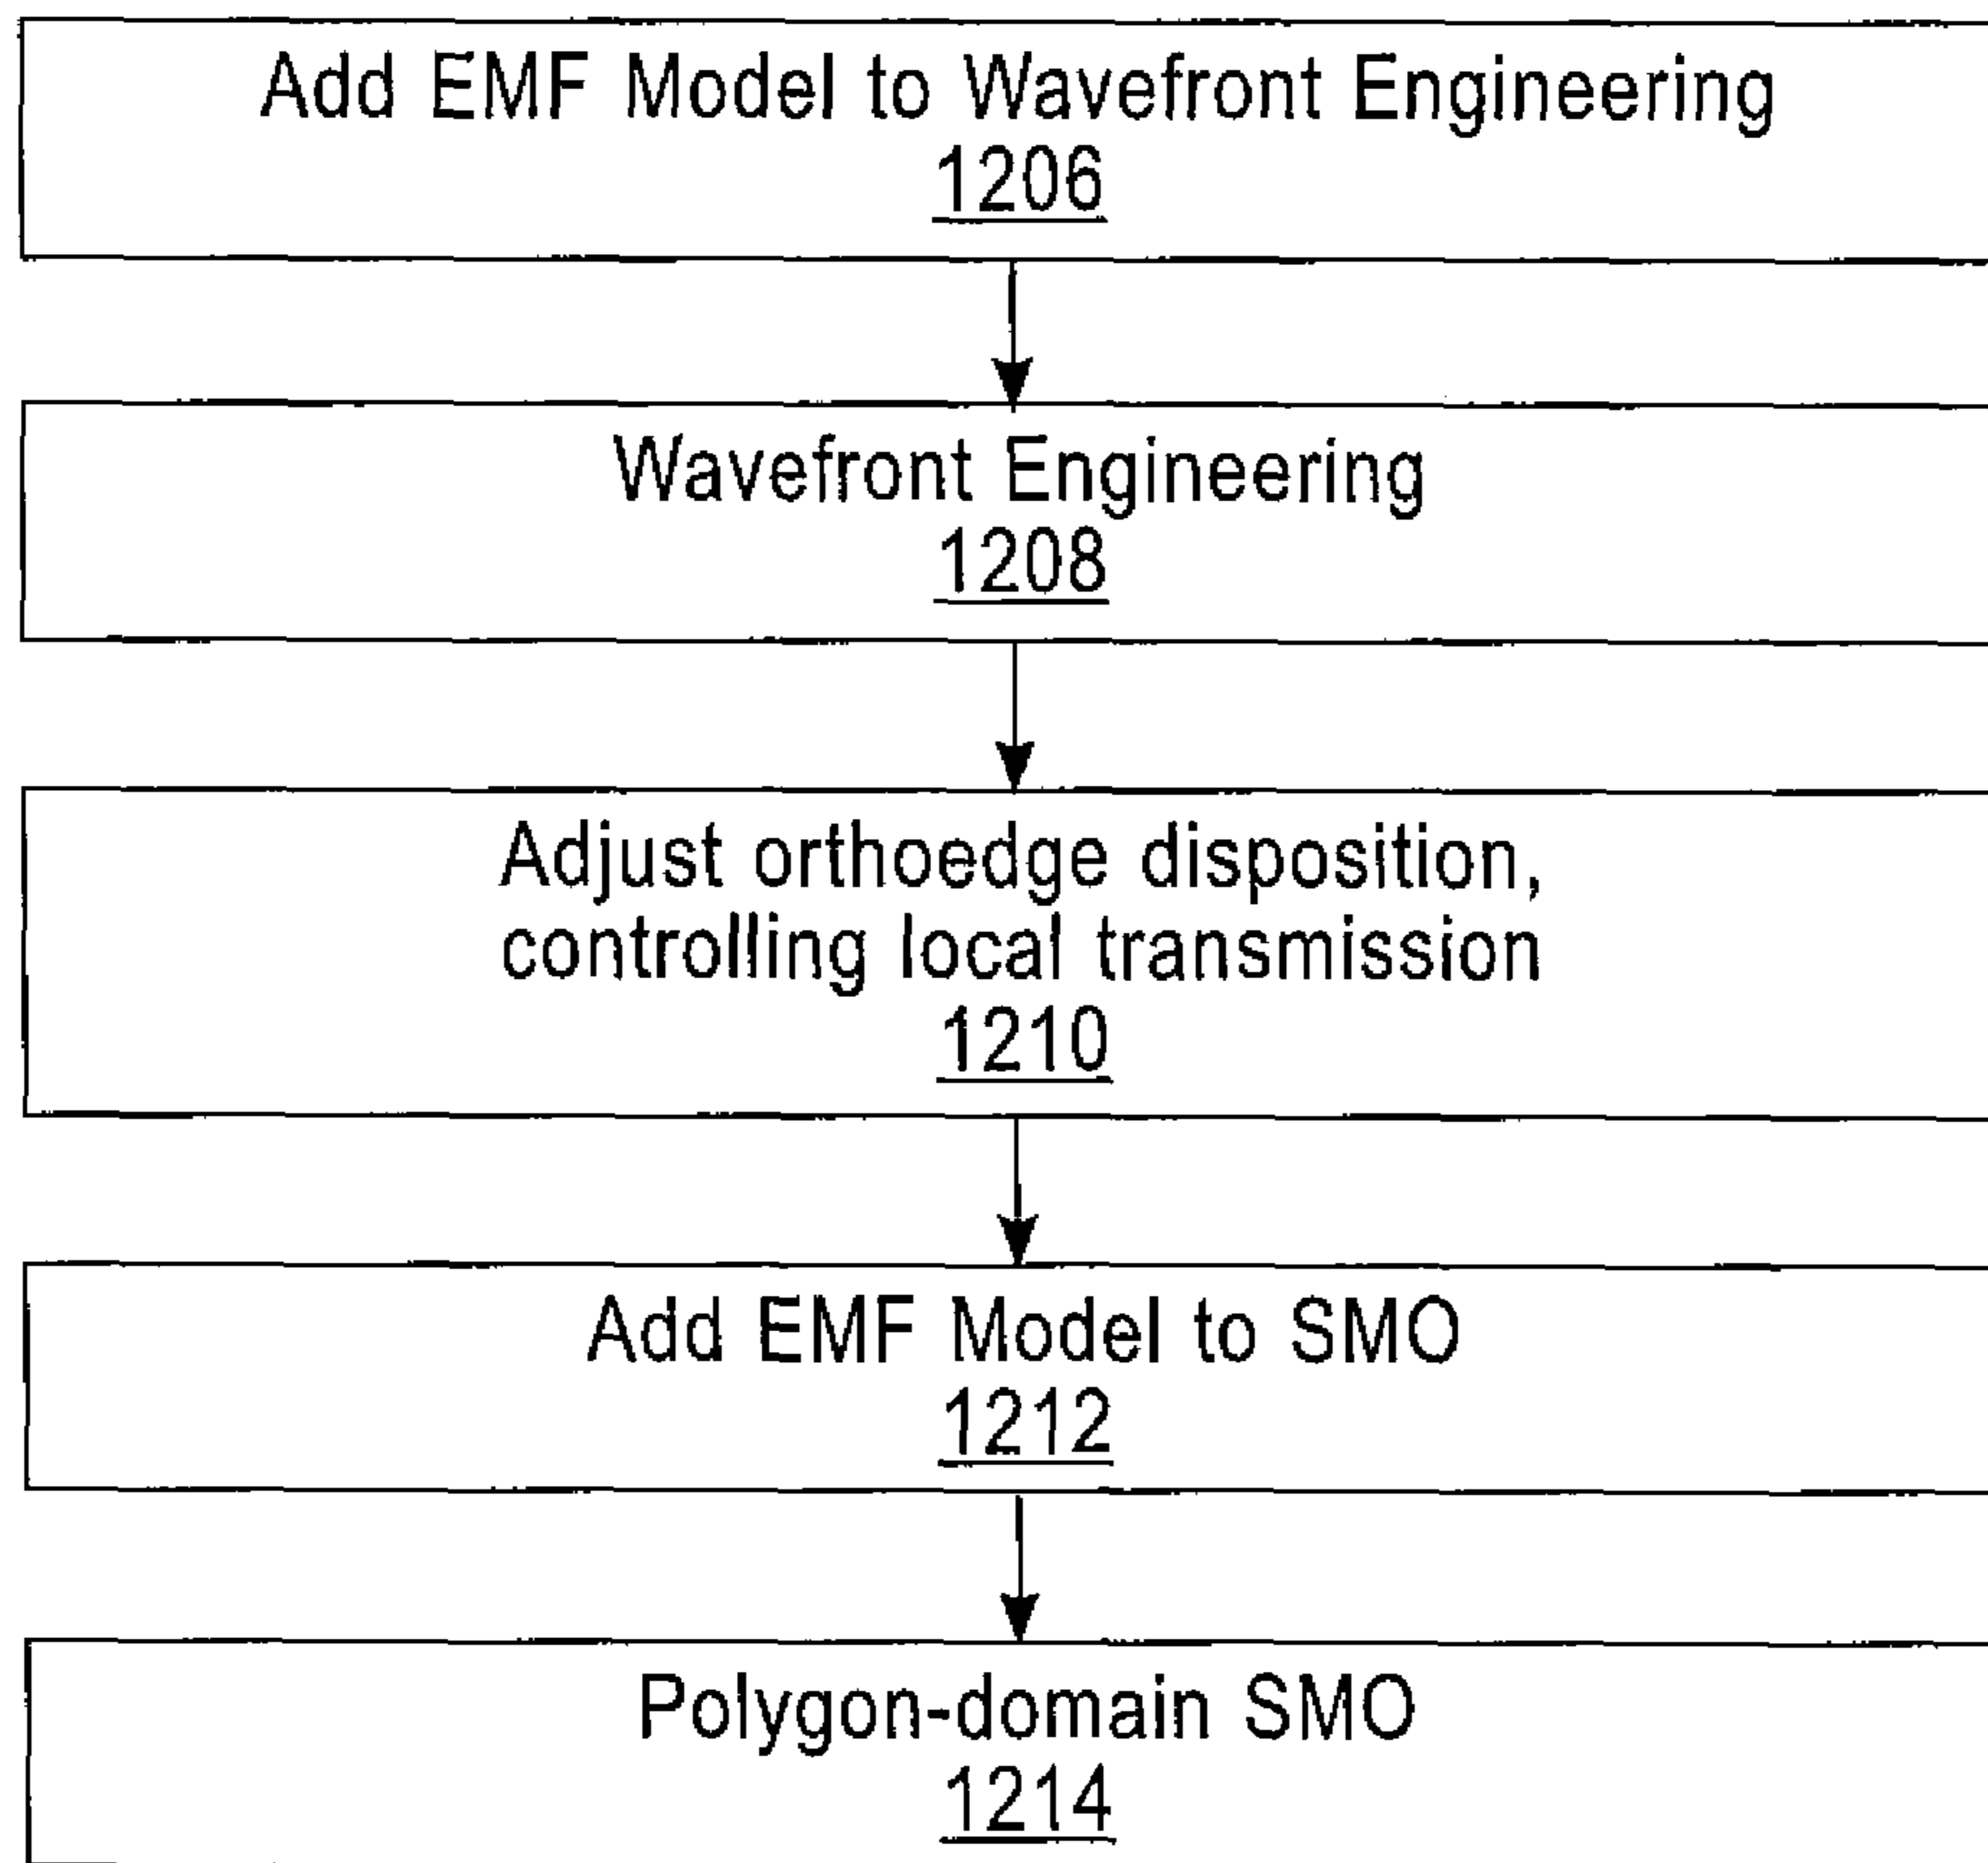 Add EMF Model to Wavefront Engineering
1206
Wavefront Engineering
1208
Adjust orthoedge disposition,
controlling local transmission
1210
Add EMF Model to SMO
1212
Polygon-domain SMO
1214